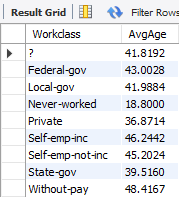 Result Grid Filter Rows
Workclass AvgAge
? 41.8192
Federal-gov 43.0028
Local-gov 41.9884
Never-worked 18.8000
Private 36.8714
Self-emp-inc 46.2442
Self-emp-not-inc 45.2024
State-gov 39.5160
Without-pay 48.4167